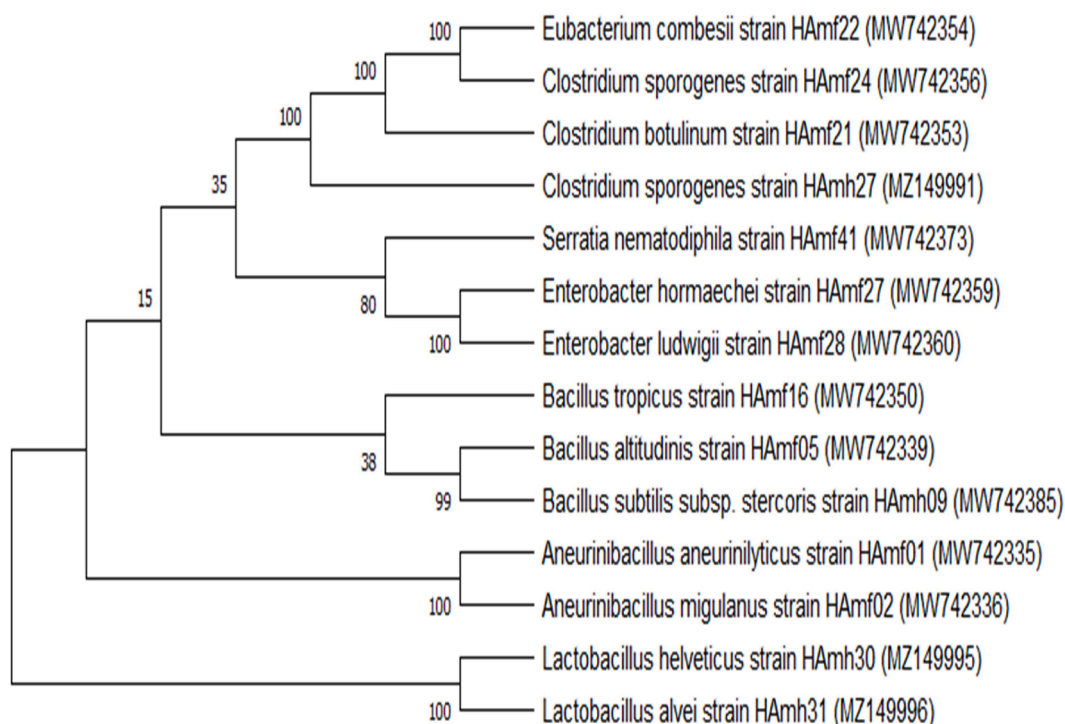 100
Eubacterium combesii strain HAmf22 (MW742354)
100
Clostridium sporogenes strain HAmf24 (MW742356)
100
Clostridium botulinum strain HAmf21 (MW742353)
35
Clostridium sporogenes strain HAmh27 (MZ149991)
Serratia nematodiphila strain HAmf41 (MW742373)
15
80
Enterobacter hormaechei strain HAmf27 (MW742359)
100
Enterobacter ludwigii strain HAmf28 (MW742360)
Bacillus tropicus strain HAmf16 (MW742350)
38
Bacillus altitudinis strain HAmf05 (MW742339)
99
Bacillus subtilis subsp. stercoris strain HAmh09 (MW742385)
Aneurinibacillus aneurinilyticus strain HAmf01 (MW742335)
100
Aneurinibacillus migulanus strain HAmf02 (MW742336)
Lactobacillus helveticus strain HAmh30 (MZ149995)
100
Lactobacillus alvei strain HAmh31 (MZ149996)